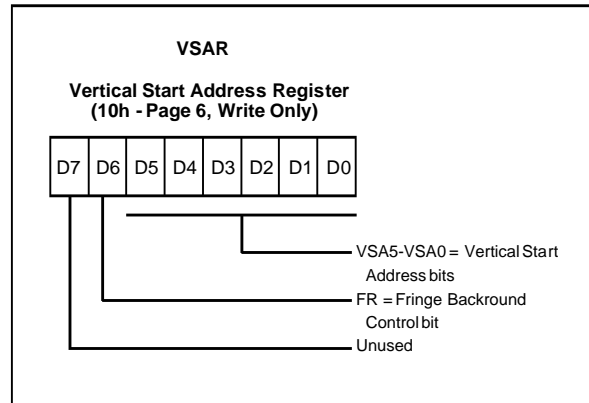 VSAR
Vertical Start Address Register
(10h - Page 6, Write Only)
D7 D6 D5 D4 D3 D2 D1 D0
VSA5-VSA0 = Vertical Start
Address bits
FR = Fringe Backround
Control bit
Unused